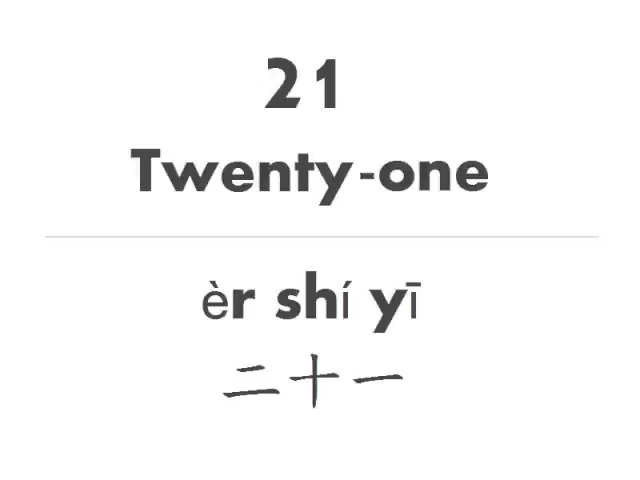 21
Twenty-one
èr shí yī
二十一